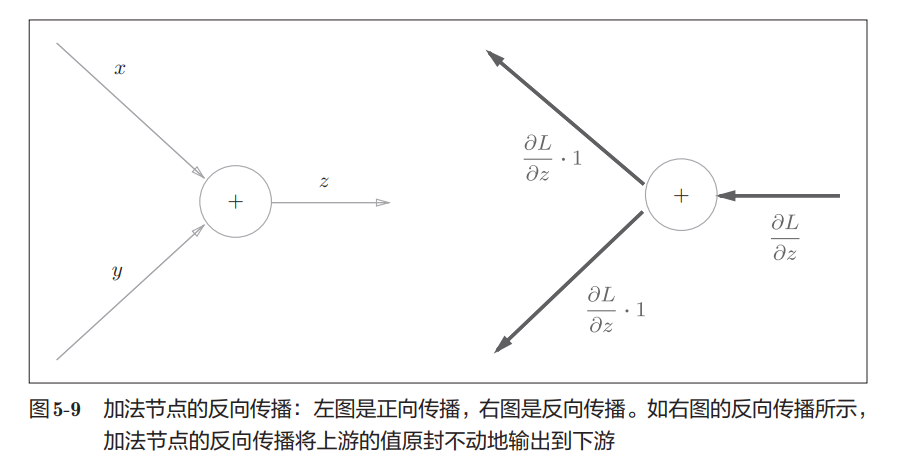 x
z
+
y
∂L/∂z · 1
+
∂L/∂z
∂L/∂z · 1
图5-9 加法节点的反向传播：左图是正向传播，右图是反向传播。如右图的反向传播所示，
加法节点的反向传播将上游的值原封不动地输出到下游